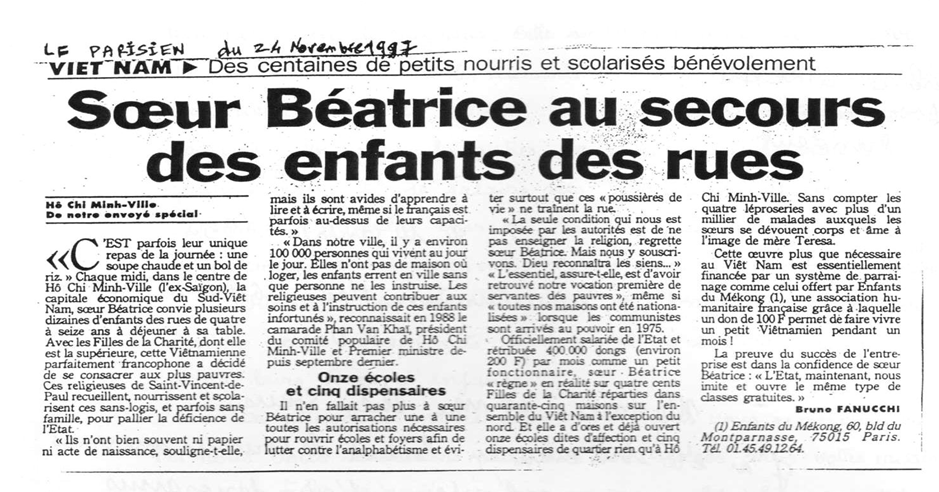 LE PARISIEN du 24 Novembre 1997
VIET NAM ► Des centaines de petits nourris et scolarisés bénévolement
Sœur Béatrice au secours
des enfants des rues
Hô Chi Minh-Ville
De notre envoyé spécial
«C'EST parfois leur unique
repas de la journée : une
soupe chaude et un bol de
riz. » Chaque midi, dans le centre de
Hô Chi Minh-Ville (l'ex-Saïgon), la
capitale économique du Sud-Viêt
Nam, sœur Béatrice convie plusieurs
dizaines d'enfants des rues de quatre
à seize ans à déjeuner à sa table.
Avec les Filles de la Charité, dont elle
est la supérieure, cette Viêtnamienne
parfaitement francophone a décidé
de se consacrer aux plus pauvres.
Ces religieuses de Saint-Vincent-de-
Paul recueillent, nourrissent et scola-
risent ces sans-logis, et parfois sans
famille, pour pallier la déficience de
l'Etat.
« Ils n'ont bien souvent ni papier
ni acte de naissance, souligne-t-elle,
mais ils sont avides d'apprendre à
lire et à écrire, même si le français est
parfois au-dessus de leurs capaci-
tés. »
« Dans nôtre ville, il y a environ
100 000 personnes qui vivent au jour
le jour. Elles n'ont pas de maison où
loger, les enfants errent en ville sans
que personne ne les instruise. Les
religieuses peuvent contribuer aux
soins et à l'instruction de ces enfants
infortunés », reconnaissait en 1988 le
camarade Phan Van Khaï, président
du comité populaire de Hô Chi
Minh-Ville et Premier ministre de-
puis septembre dernier.
Onze écoles
et cinq dispensaires
Il n'en fallait pas plus à sœur
Béatrice pour arracher une à une
toutes les autorisations nécessaires
pour rouvrir écoles et foyers afin de
lutter contre l'analphabétisme et évi-
ter surtout que ces « poussières de
vie » ne traînent la rue.
« La seule condition qui nous est
imposée par les autorités est de ne
pas enseigner la religion, regrette
sœur Béatrice. Mais nous y souscri-
vons. Dieu reconnaîtra les siens... »
« L'essentiel, assure-t-elle, est d'avoir
retrouvé notre vocation première de
servantes des pauvres », même si
« toutes nos maisons ont été natio-
nalisées » lorsque les communistes
sont arrivés au pouvoir en 1975.
Officiellement salariée de l'Etat et
rétribuée 400 000 dongs (environ
200 F) par mois comme un petit
fonctionnaire, sœur Béatrice
« règne » en réalité sur quatre cents
Filles de la Charité réparties dans
quarante-cinq maisons sur l'en-
semble du Viêt Nam à l'exception du
nord. Et elle a d'ores et déjà ouvert
onze écoles dites d'affection et cinq
dispensaires de quartier rien qu'à Hô
Chi Minh-Ville. Sans compter les
quatre léproseries avec plus d'un
millier de malades auxquels les
sœurs se dévouent corps et âme à
l'image de mère Teresa.
Cette œuvre plus que nécessaire
au Viêt Nam est essentiellement
financée par un système de parrai-
nage comme celui offert par Enfants
du Mékong (1), une association hu-
manitaire française grâce à laquelle
un don de 100 F permet de faire vivre
un petit Viêtnamien pendant un
mois !
La preuve du succès de l'entre-
prise est dans la confidence de sœur
Béatrice : « L'Etat, maintenant, nous
imite et ouvre le même type de
classes gratuites. »
Bruno FANUCCHI
(1) Enfants du Mékong, 60, bld du
Montparnasse, 75015 Paris.
Tél. 01.45.49.12.64.